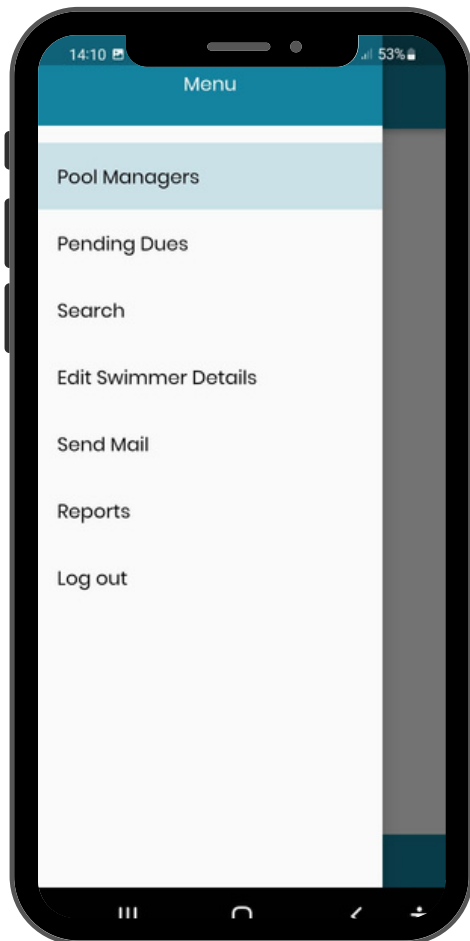 14:10 53%
Menu
Pool Managers
Pending Dues
Search
Edit Swimmer Details
Send Mail
Reports
Log out